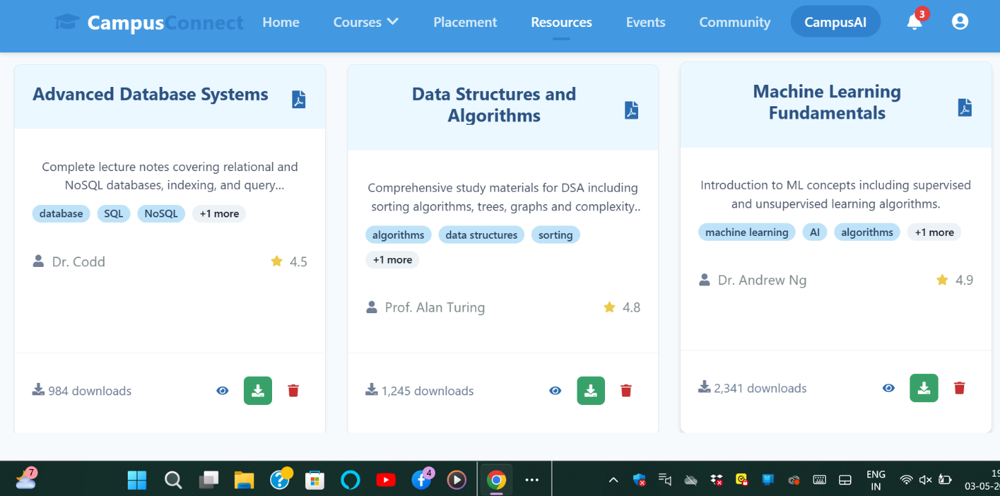 CampusConnect Home Courses Placement Resources Events Community CampusAI 3
Advanced Database Systems
Complete lecture notes covering relational and
NoSQL databases, indexing, and query...
database SQL NoSQL +1 more
Dr. Codd 4.5
984 downloads
Data Structures and
Algorithms
Comprehensive study materials for DSA including
sorting algorithms, trees, graphs and complexity..
algorithms data structures sorting
+1 more
Prof. Alan Turing 4.8
1,245 downloads
Machine Learning
Fundamentals
Introduction to ML concepts including supervised
and unsupervised learning algorithms.
machine learning AI algorithms +1 more
Dr. Andrew Ng 4.9
2,341 downloads
7
4
ENG
IN
19
03-05-2